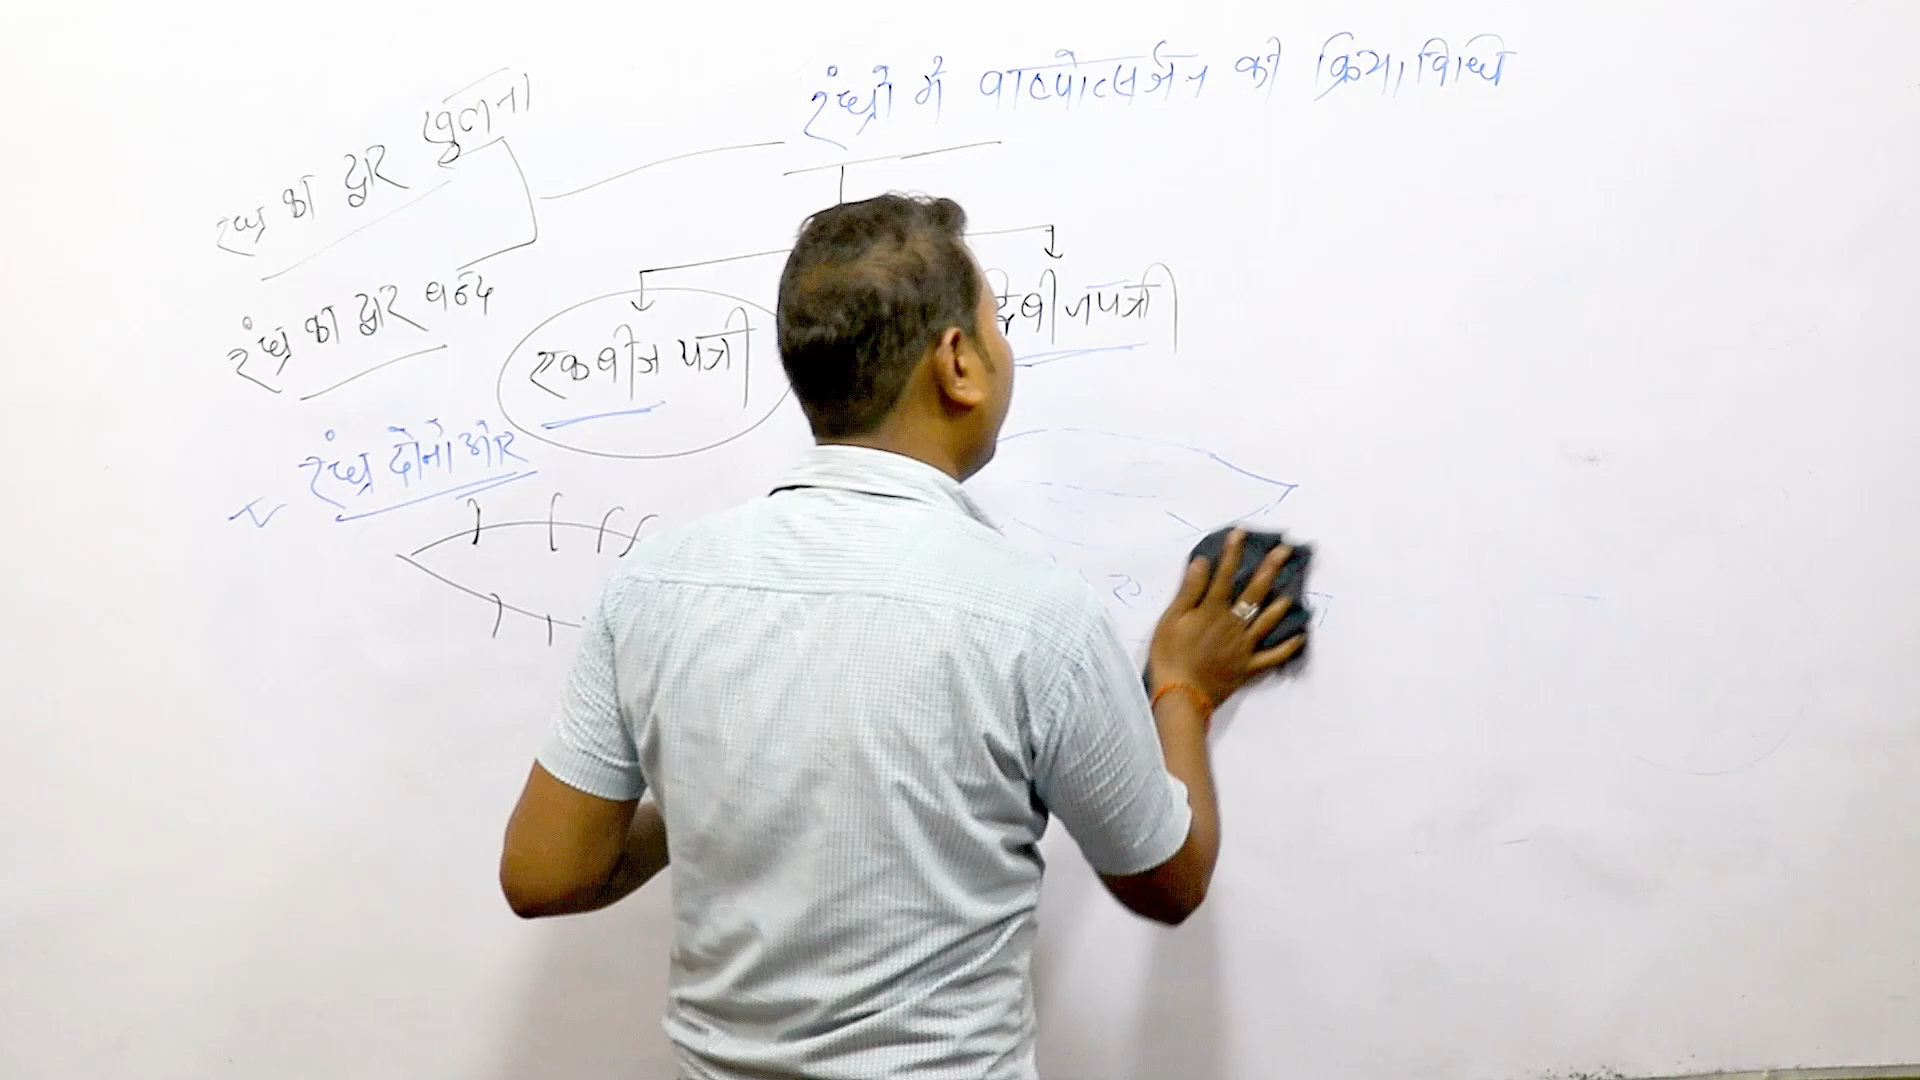 रंध्रों में वाष्पोत्सर्जन की क्रियाविधि
रंध्र का द्वार खुलना
रंध्र का द्वार बन्द
एकबीज पत्री
द्विबीजपत्री
रंध्र दोनों ओर